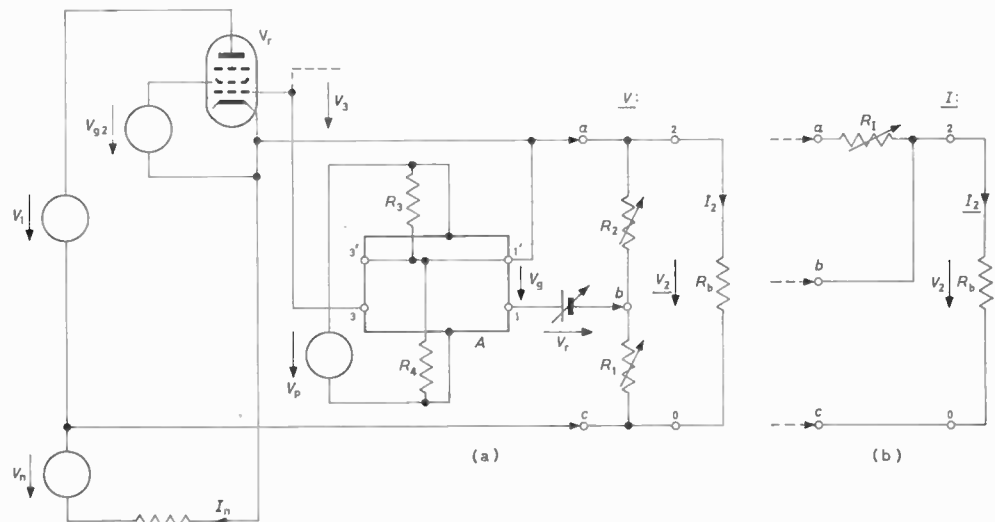 V_r
V_3
V_g2
V_1
R_3
3'
1'
V_g
3
1
A
V_p
R_4
V_r
V:
a
2
I_2
R_2
b
V_2
R_b
R_1
c
0
(a)
V_n
I_n
I:
a
R_I
2
I_2
b
V_2
R_b
c
0
(b)